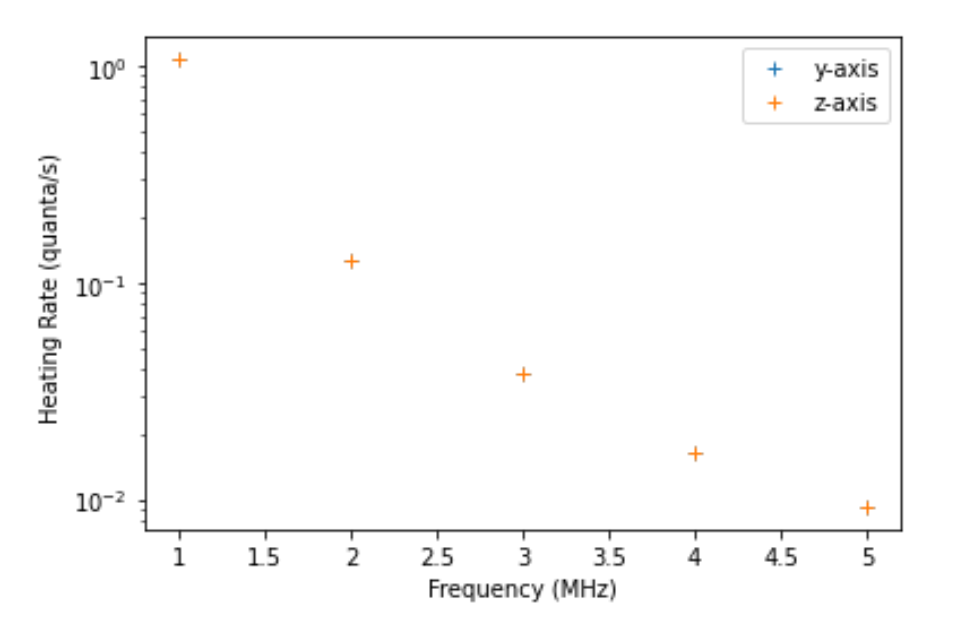 10⁰
10⁻¹
10⁻²
Heating Rate (quanta/s)
y-axis
z-axis
1 1.5 2 2.5 3 3.5 4 4.5 5
Frequency (MHz)